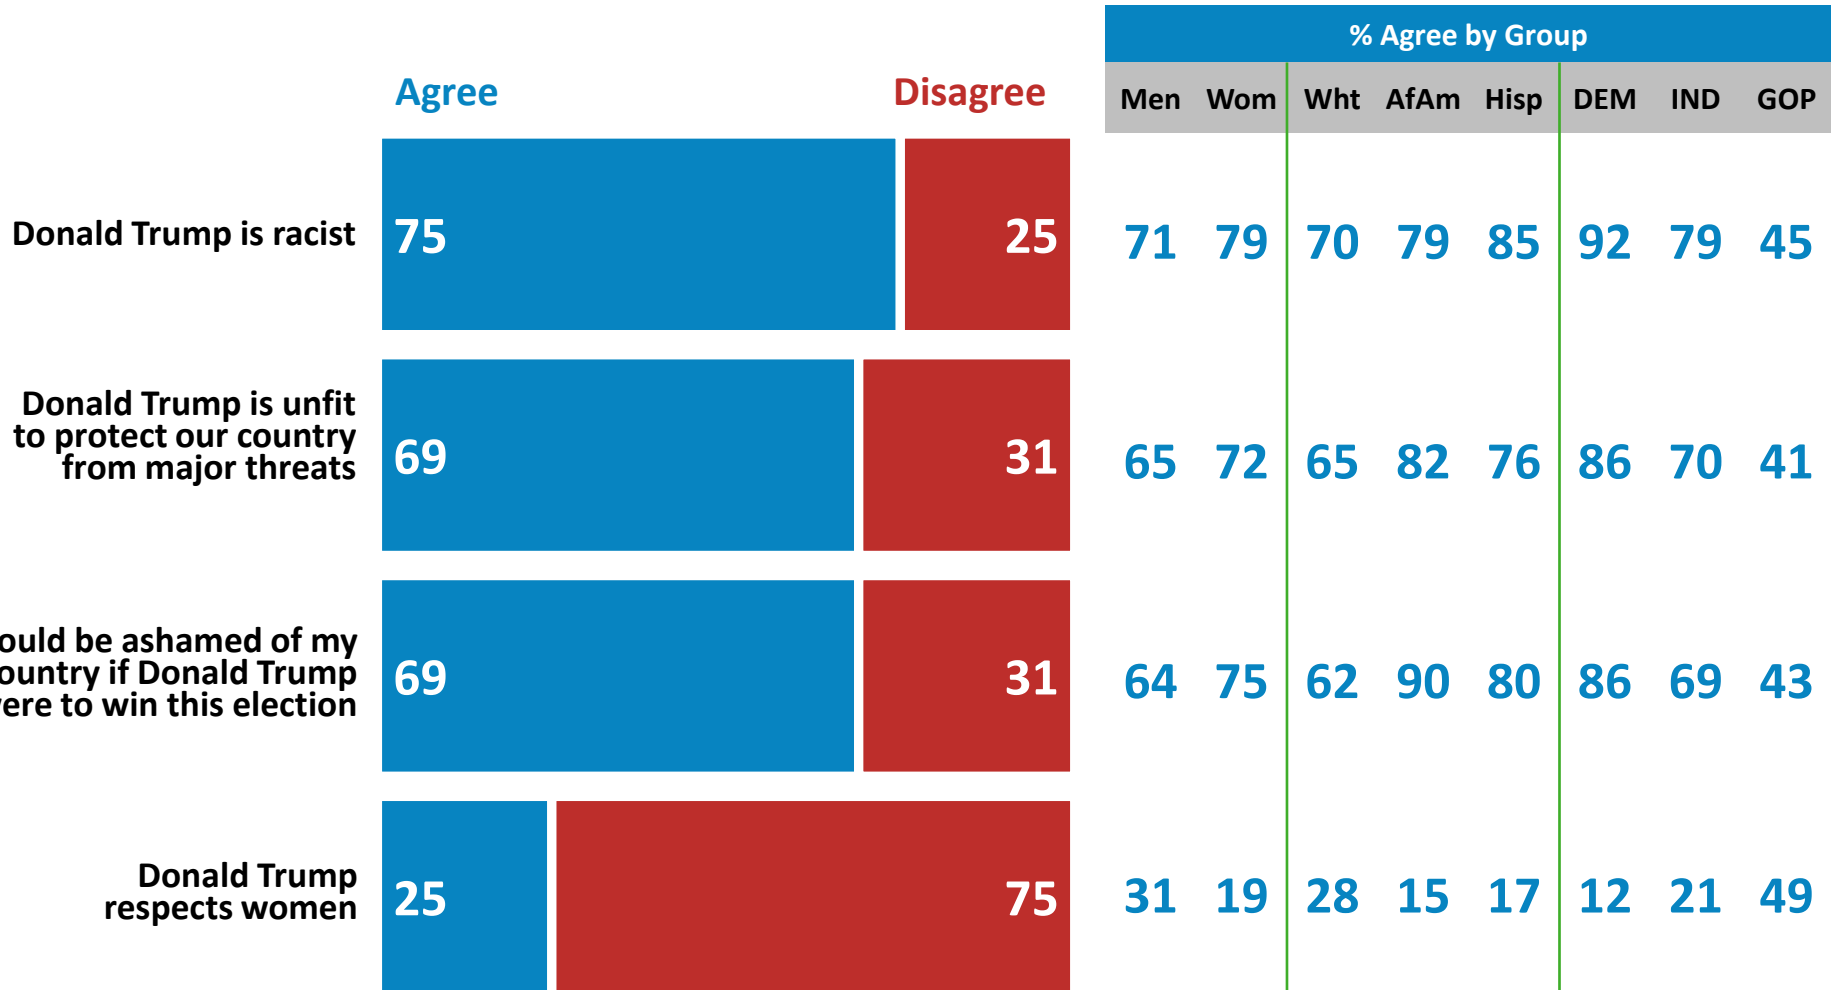 % Agree by Group
Agree Disagree Men Wom Wht AfAm Hisp DEM IND GOP
Donald Trump is racist 75 25 71 79 70 79 85 92 79 45
Donald Trump is unfit
to protect our country
from major threats
69 31 65 72 65 82 76 86 70 41
ould be ashamed of my
ountry if Donald Trump
ere to win this election
69 31 64 75 62 90 80 86 69 43
Donald Trump
respects women
25 75 31 19 28 15 17 12 21 49